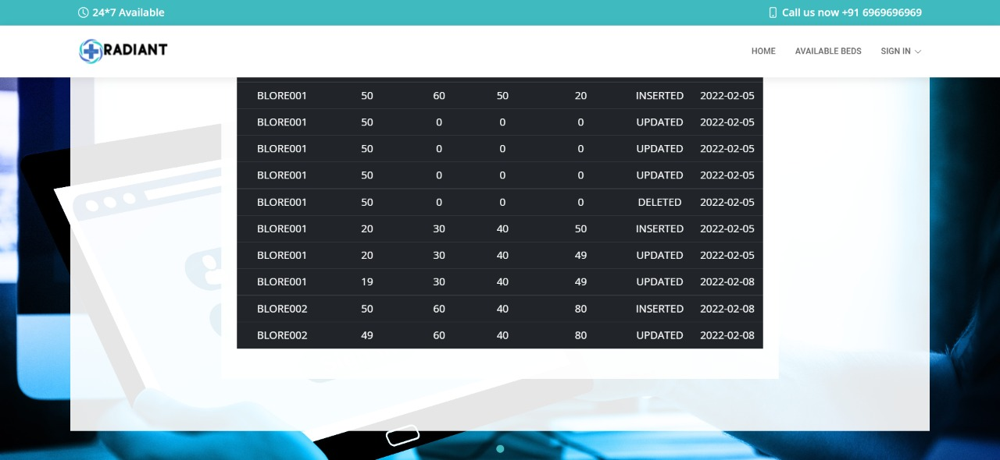 24*7 Available
Call us now +91 6969696969
RADIANT
HOME AVAILABLE BEDS SIGN IN
BLORE001 50 60 50 20 INSERTED 2022-02-05
BLORE001 50 0 0 0 UPDATED 2022-02-05
BLORE001 50 0 0 0 UPDATED 2022-02-05
BLORE001 50 0 0 0 UPDATED 2022-02-05
BLORE001 50 0 0 0 DELETED 2022-02-05
BLORE001 20 30 40 50 INSERTED 2022-02-05
BLORE001 20 30 40 49 UPDATED 2022-02-05
BLORE001 19 30 40 49 UPDATED 2022-02-08
BLORE002 50 60 40 80 INSERTED 2022-02-08
BLORE002 49 60 40 80 UPDATED 2022-02-08